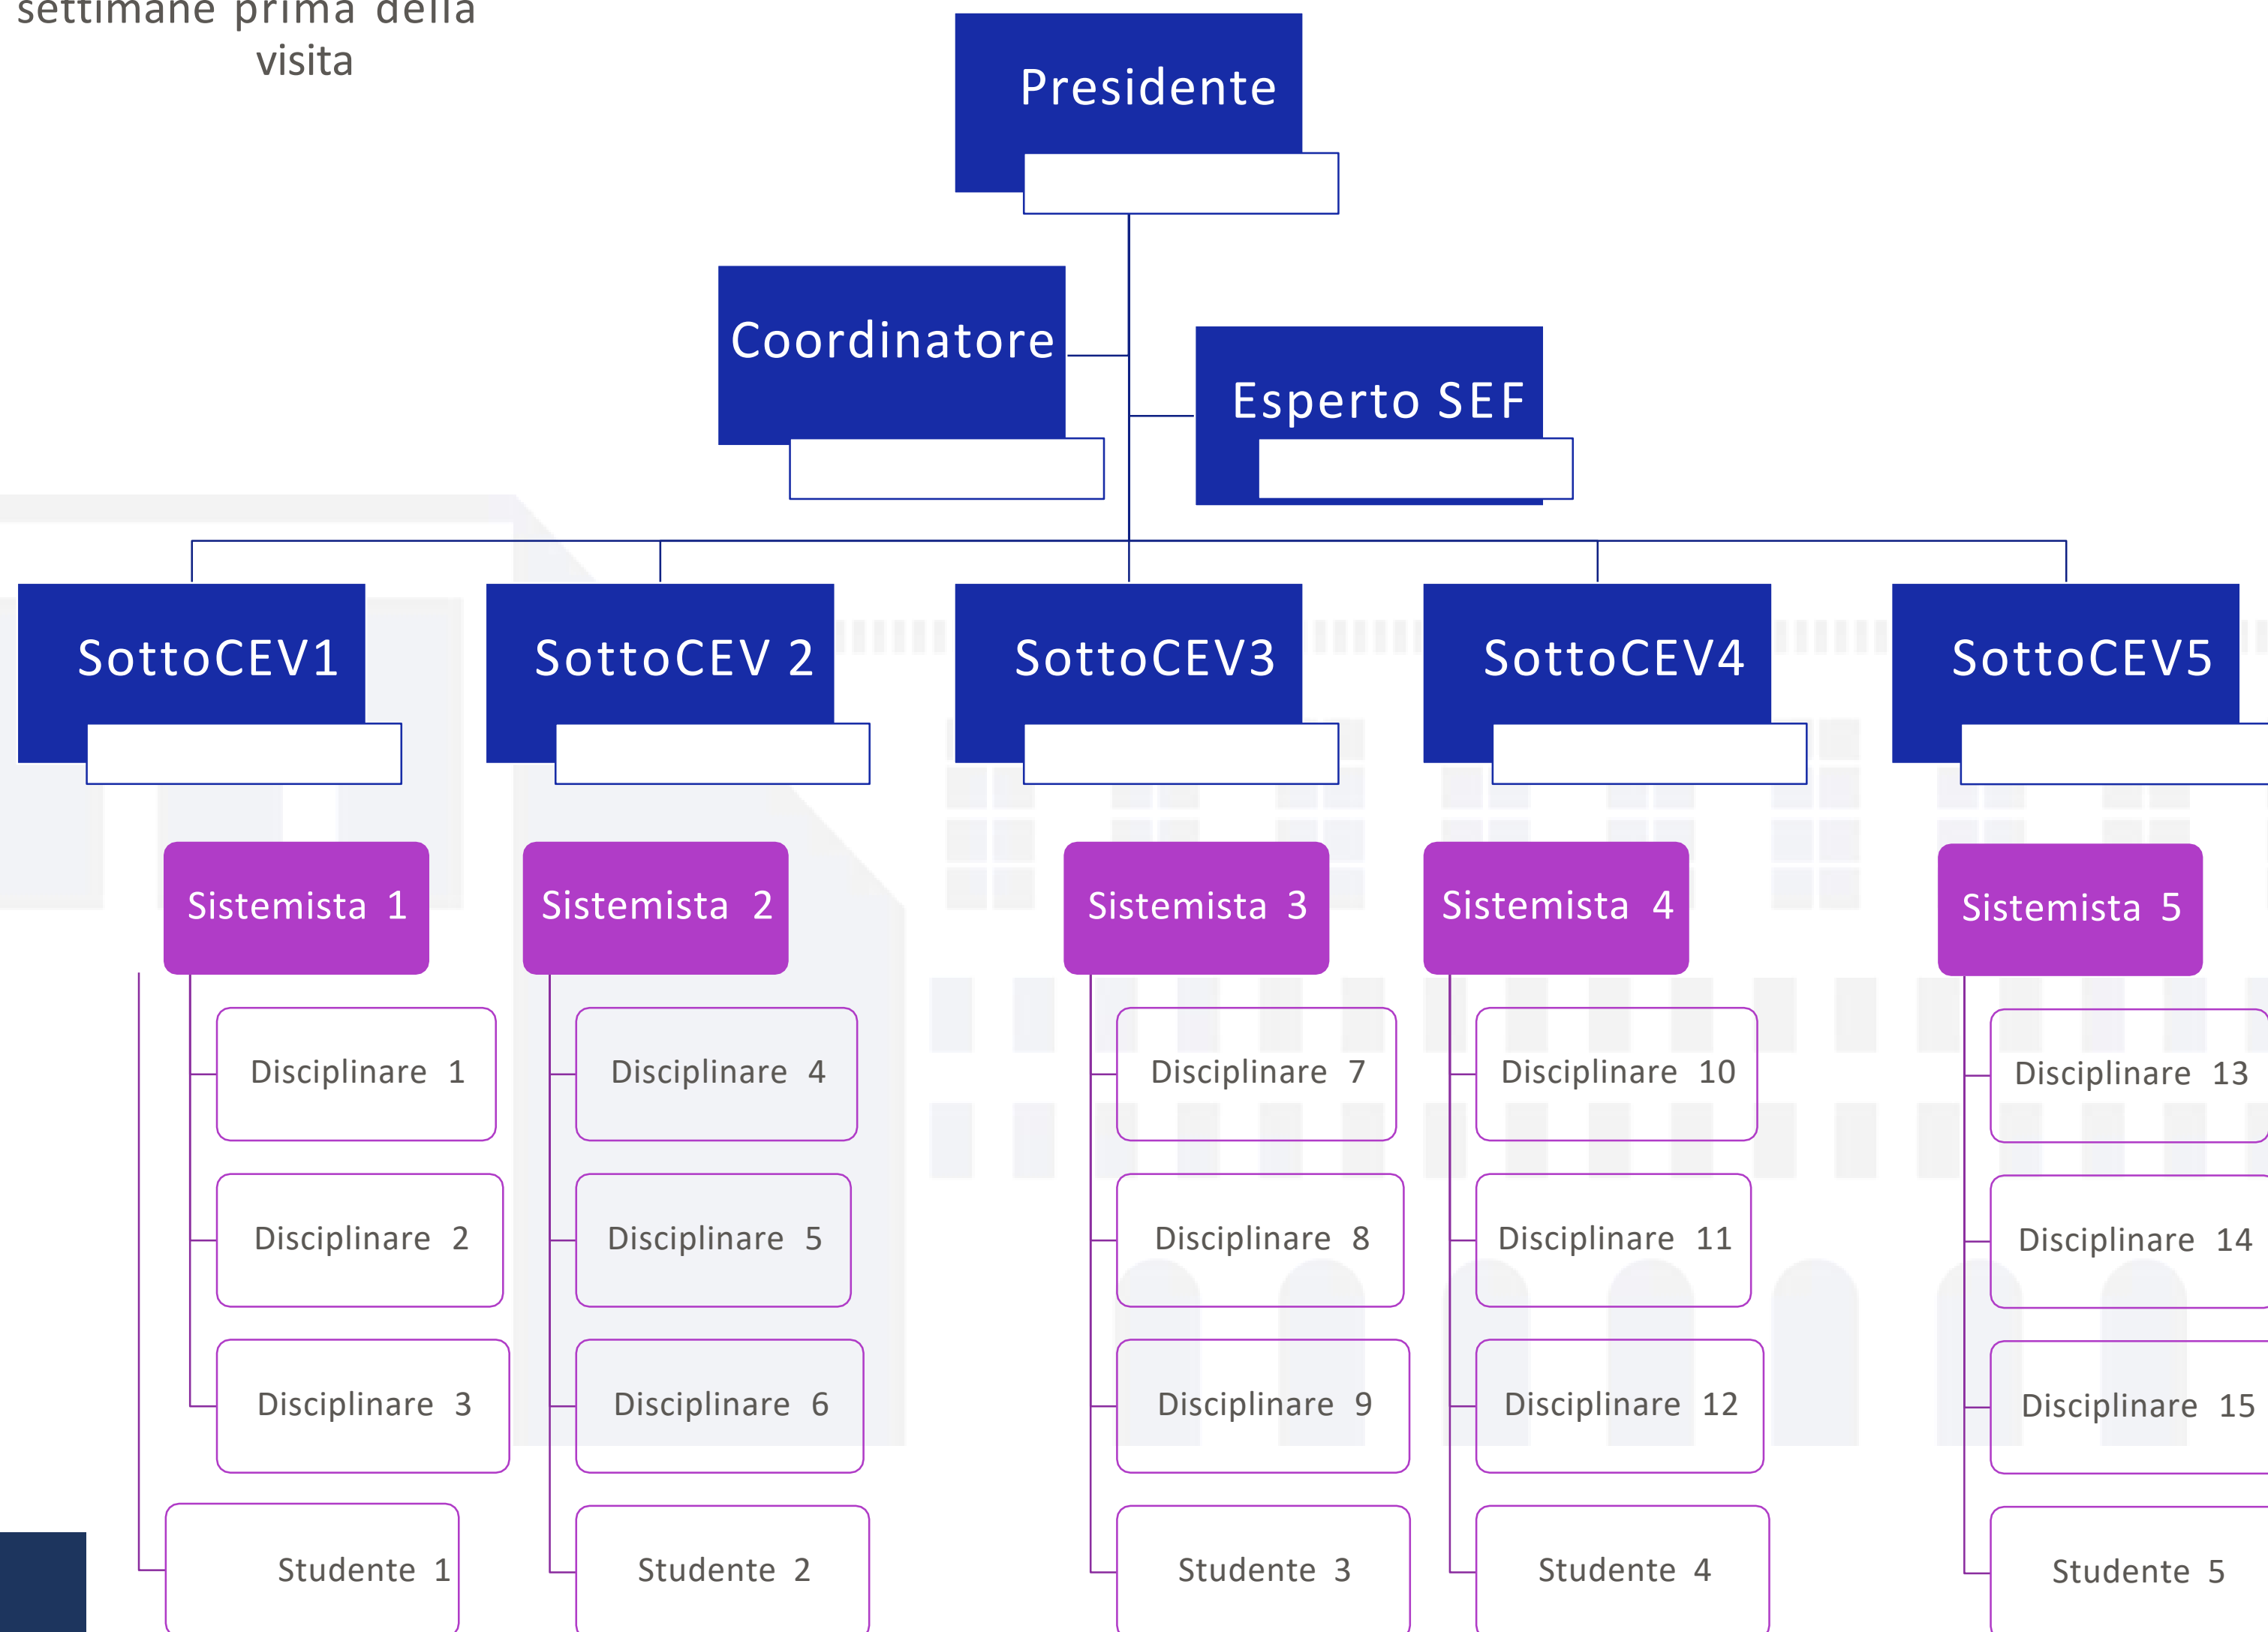 settimane prima della
visita
Presidente
Coordinatore
Esperto SEF
SottoCEV1
SottoCEV 2
SottoCEV3
SottoCEV4
SottoCEV5
Sistemista 1
Sistemista 2
Sistemista 3
Sistemista 4
Sistemista 5
Disciplinare 1
Disciplinare 4
Disciplinare 7
Disciplinare 10
Disciplinare 13
Disciplinare 2
Disciplinare 5
Disciplinare 8
Disciplinare 11
Disciplinare 14
Disciplinare 3
Disciplinare 6
Disciplinare 9
Disciplinare 12
Disciplinare 15
Studente 1
Studente 2
Studente 3
Studente 4
Studente 5